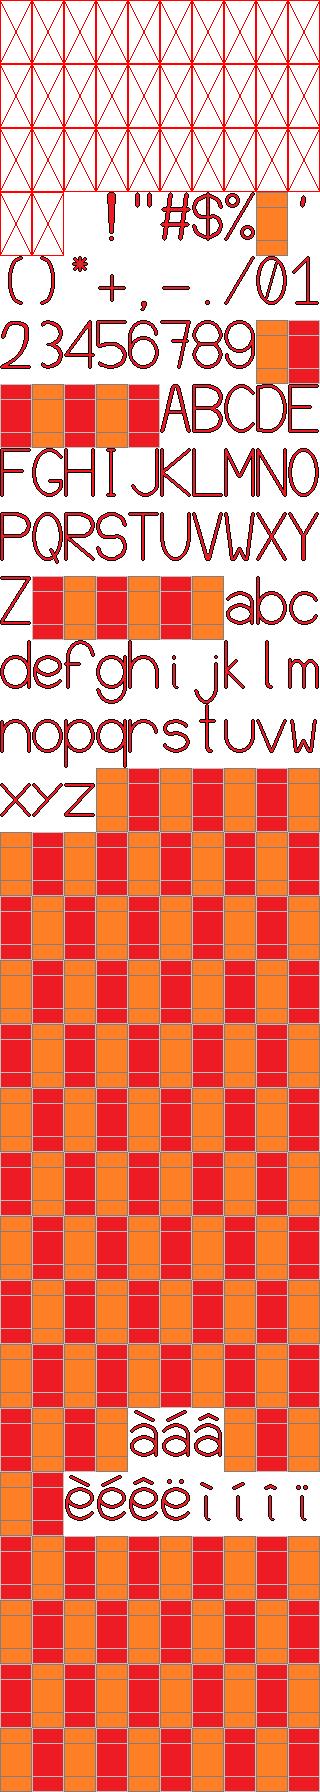 ! " # $ % '
( ) * + , - . / 0 1
2 3 4 5 6 7 8 9
A B C D E
F G H I J K L M N O
P Q R S T U V W X Y
Z a b c
d e f g h i j k l m
n o p q r s t u v w
x y z
à á â
è é ê ë ì í î ï